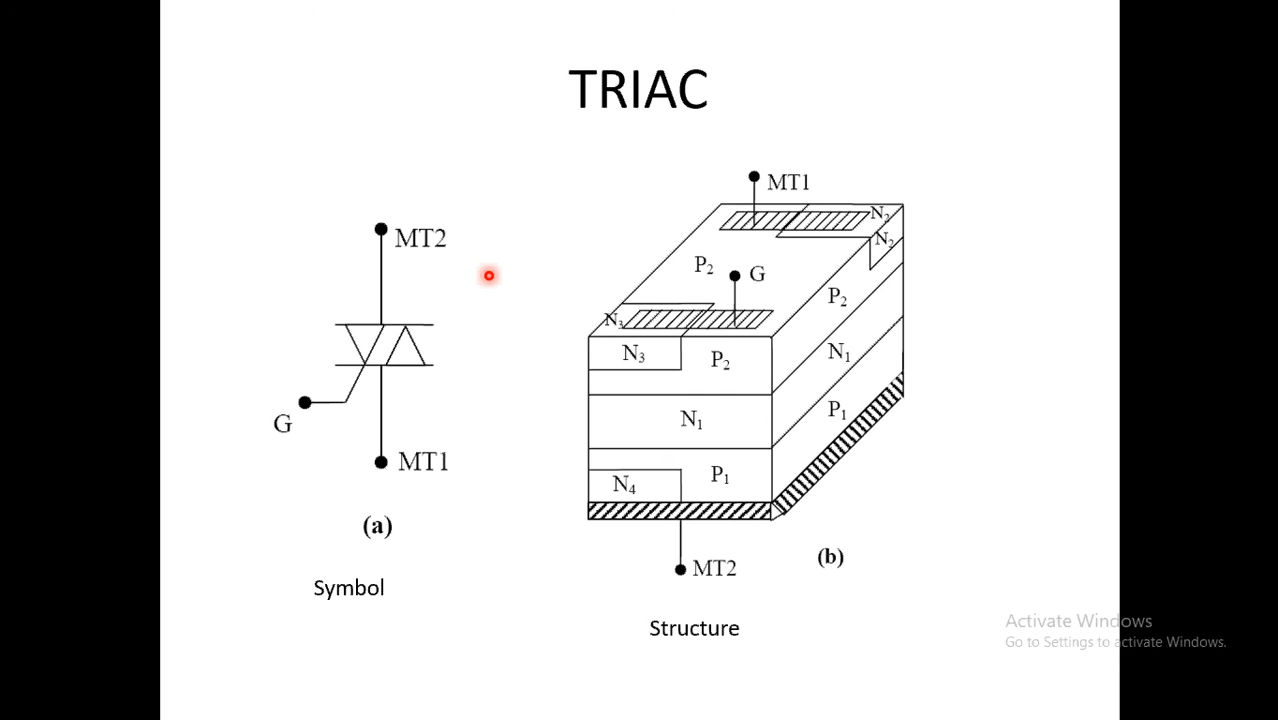 TRIAC
MT2
G
MT1
(a)
Symbol
MT1
N₂
N₂
P₂
G
P₂
N₃
N₃
P₂
N₁
N₁
P₁
P₁
N₄
MT2
(b)
Structure
Activate Windows
Go to Settings to activate Windows.